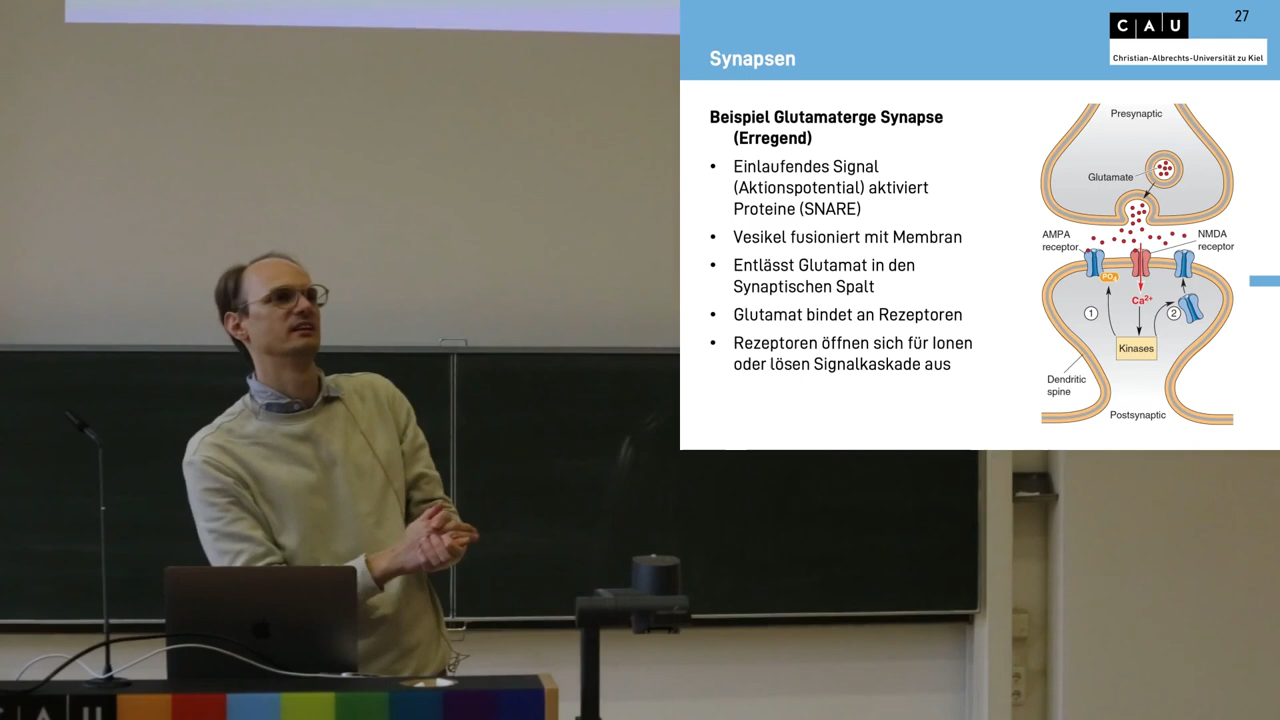 27
C A U
Christian-Albrechts-Universität zu Kiel
Synapsen
Beispiel Glutamaterge Synapse
(Erregend)
• Einlaufendes Signal
(Aktionspotential) aktiviert
Proteine (SNARE)
• Vesikel fusioniert mit Membran
• Entlässt Glutamat in den
Synaptischen Spalt
• Glutamat bindet an Rezeptoren
• Rezeptoren öffnen sich für Ionen
oder lösen Signalkaskade aus
Presynaptic
Glutamate
AMPA
receptor
NMDA
receptor
PO₄
Ca²⁺
1
2
Kinases
Dendritic
spine
Postsynaptic
C A U